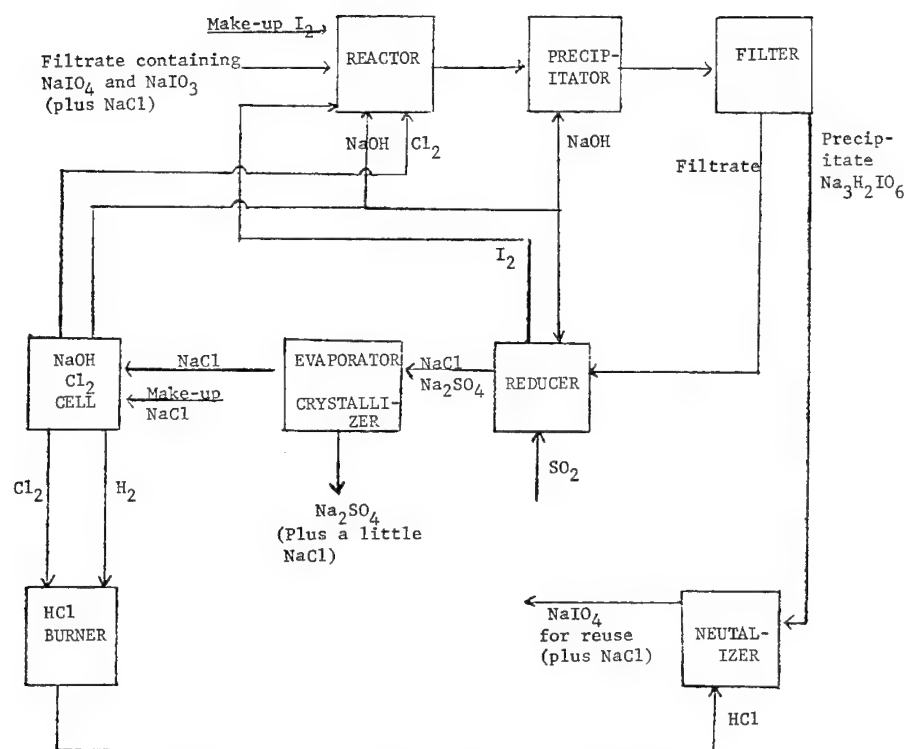 Make-up I₂
Filtrate containing
NaIO₄ and NaIO₃
(plus NaCl)
REACTOR
PRECIP-
ITATOR
FILTER
NaOH
Cl₂
NaOH
Filtrate
Precip-
itate
Na₃H₂IO₆
I₂
NaOH
Cl₂
CELL
NaCl
Make-up
NaCl
EVAPORATOR
CRYSTALLI-
ZER
NaCl
Na₂SO₄
REDUCER
SO₂
Cl₂
H₂
Na₂SO₄
(Plus a little
NaCl)
HCl
BURNER
NaIO₄
for reuse
(plus NaCl)
NEUTAL-
IZER
HCl